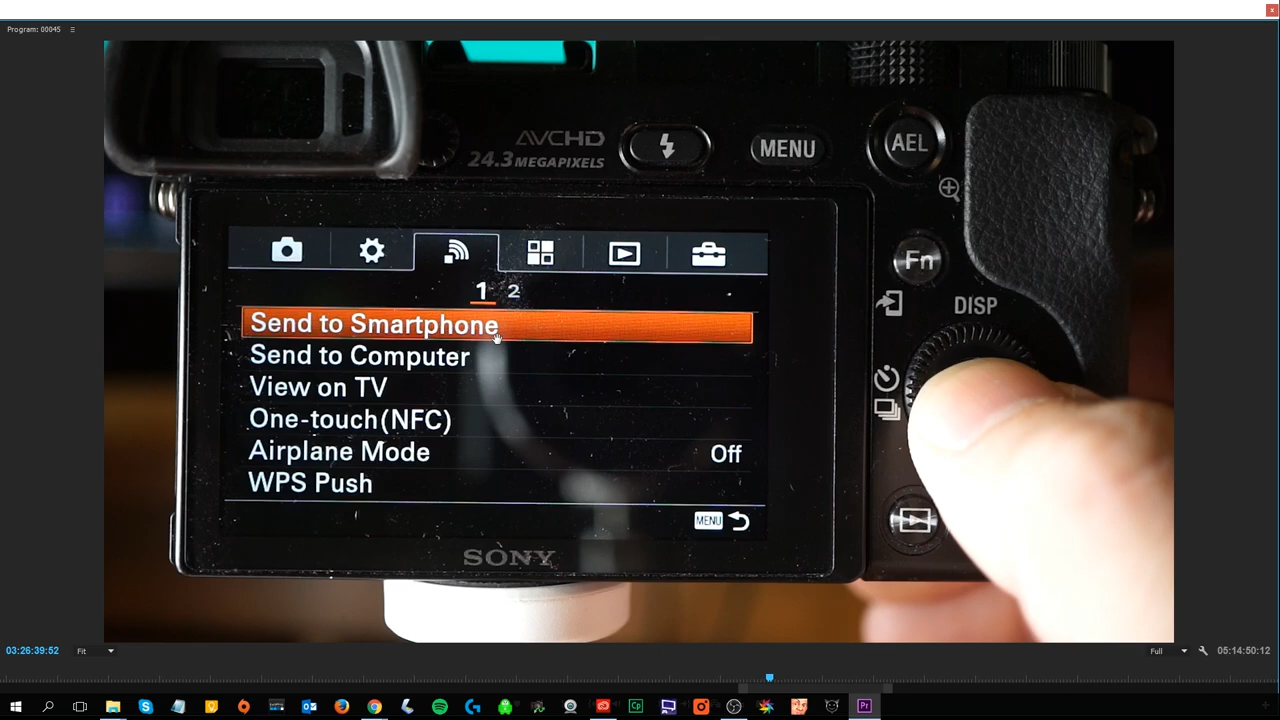 Program: 00045
AVCHD
24.3 MEGAPIXELS
MENU
AEL
Fn
DISP
1 2
Send to Smartphone
Send to Computer
View on TV
One-touch(NFC)
Airplane Mode Off
WPS Push
MENU
SONY
03:26:39:52 Fit Full 05:14:50:12
Cp
Pr